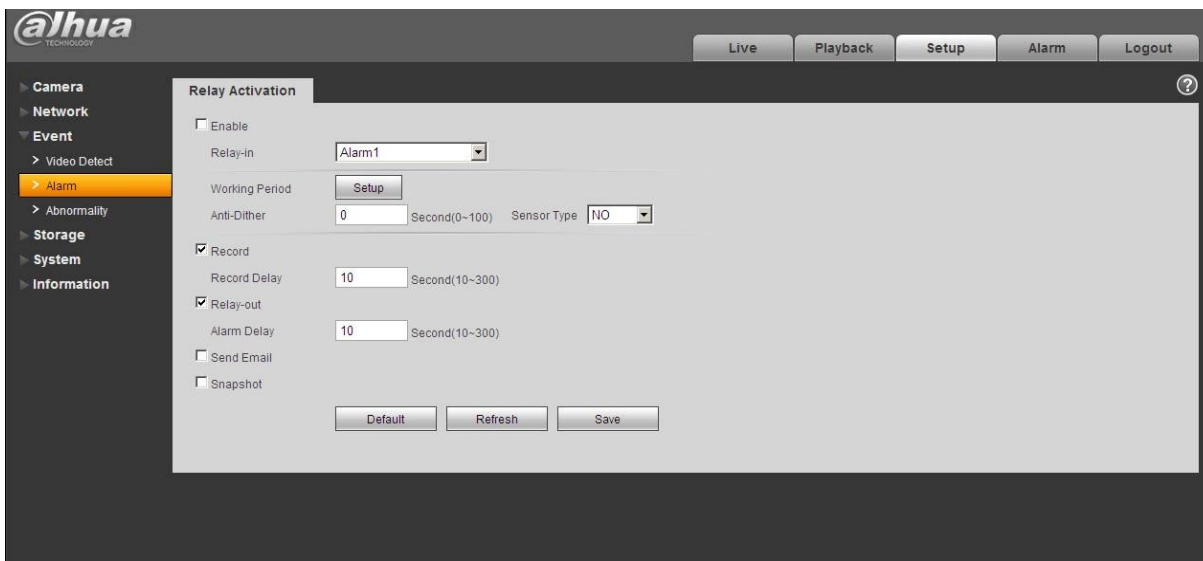 alhua
TECHNOLOGY
Live Playback Setup Alarm Logout
Camera
Network
Event
> Video Detect
> Alarm
> Abnormality
Storage
System
Information
Relay Activation
?
Enable
Relay-in Alarm1
Working Period Setup
Anti-Dither 0 Second(0~100) Sensor Type NO
Record
Record Delay 10 Second(10~300)
Relay-out
Alarm Delay 10 Second(10~300)
Send Email
Snapshot
Default Refresh Save